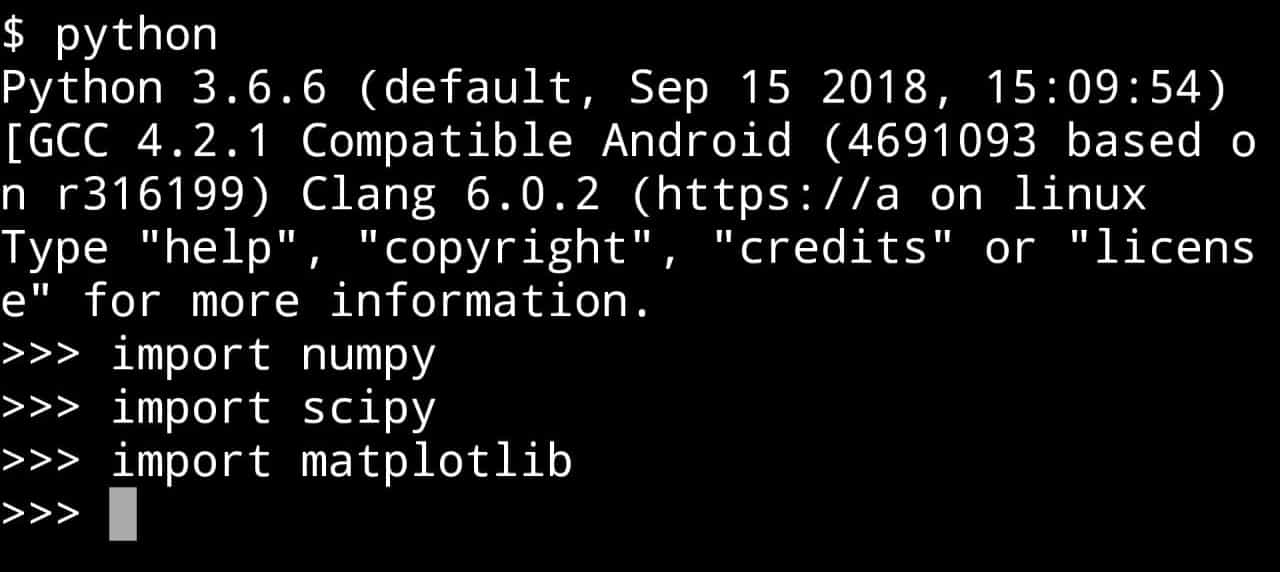 $ python
Python 3.6.6 (default, Sep 15 2018, 15:09:54)
[GCC 4.2.1 Compatible Android (4691093 based o
n r316199) Clang 6.0.2 (https://a on linux
Type "help", "copyright", "credits" or "licens
e" for more information.
>>> import numpy
>>> import scipy
>>> import matplotlib
>>>